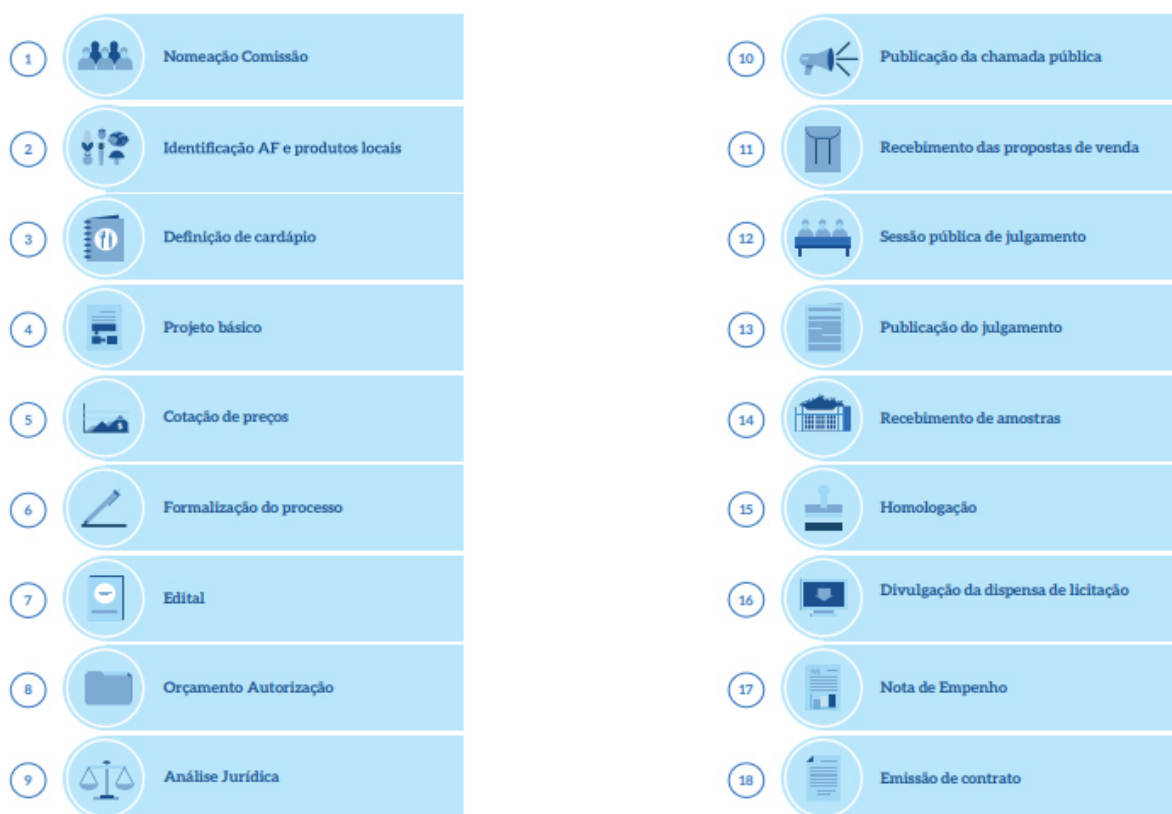 1
Nomeação Comissão
2
Identificação AF e produtos locais
3
Definição de cardápio
4
Projeto básico
5
Cotação de preços
6
Formalização do processo
7
Edital
8
Orçamento Autorização
9
Análise Jurídica
10
Publicação da chamada pública
11
Recebimento das propostas de venda
12
Sessão pública de julgamento
13
Publicação do julgamento
14
Recebimento de amostras
15
Homologação
16
Divulgação da dispensa de licitação
17
Nota de Empenho
18
Emissão de contrato